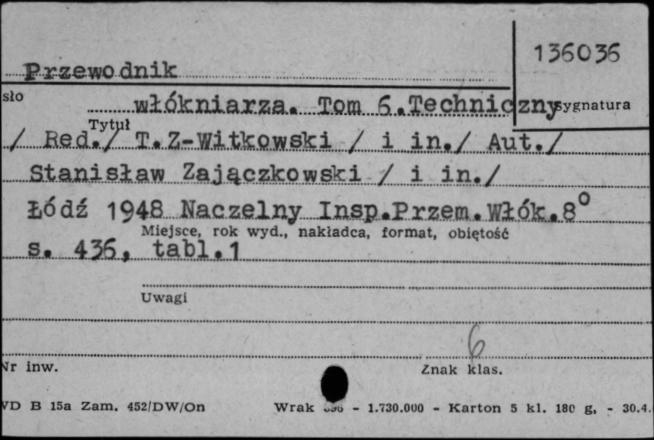 136036
Przewodnik
sło
włókniarza. Tom 6.Techniczny
sygnatura
Tytuł
/ Red./ T.Z-Witkowski / i in./ Aut./
Stanisław Zajączkowski / i in./
Łódź 1948 Naczelny Insp.Przem.Włók.8°
Miejsce, rok wyd., nakładca, format, objętość
s. 436, tabl.1
Uwagi
6
Nr inw.
Znak klas.
VD B 15a Zam. 452/DW/On
Wrak - 1.730.000 - Karton 5 kl. 180 g, - 30.4.